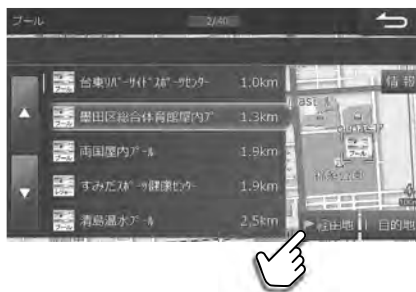 プール 2/40
台東リバーサイドスポーツセンター 1.0km
情報
墨田区総合体育館屋内プ 1.3km
両国屋内プール 1.9km
すみだスポーツ健康センター 1.9km
清島温水プール 2.5km
経由地 目的地